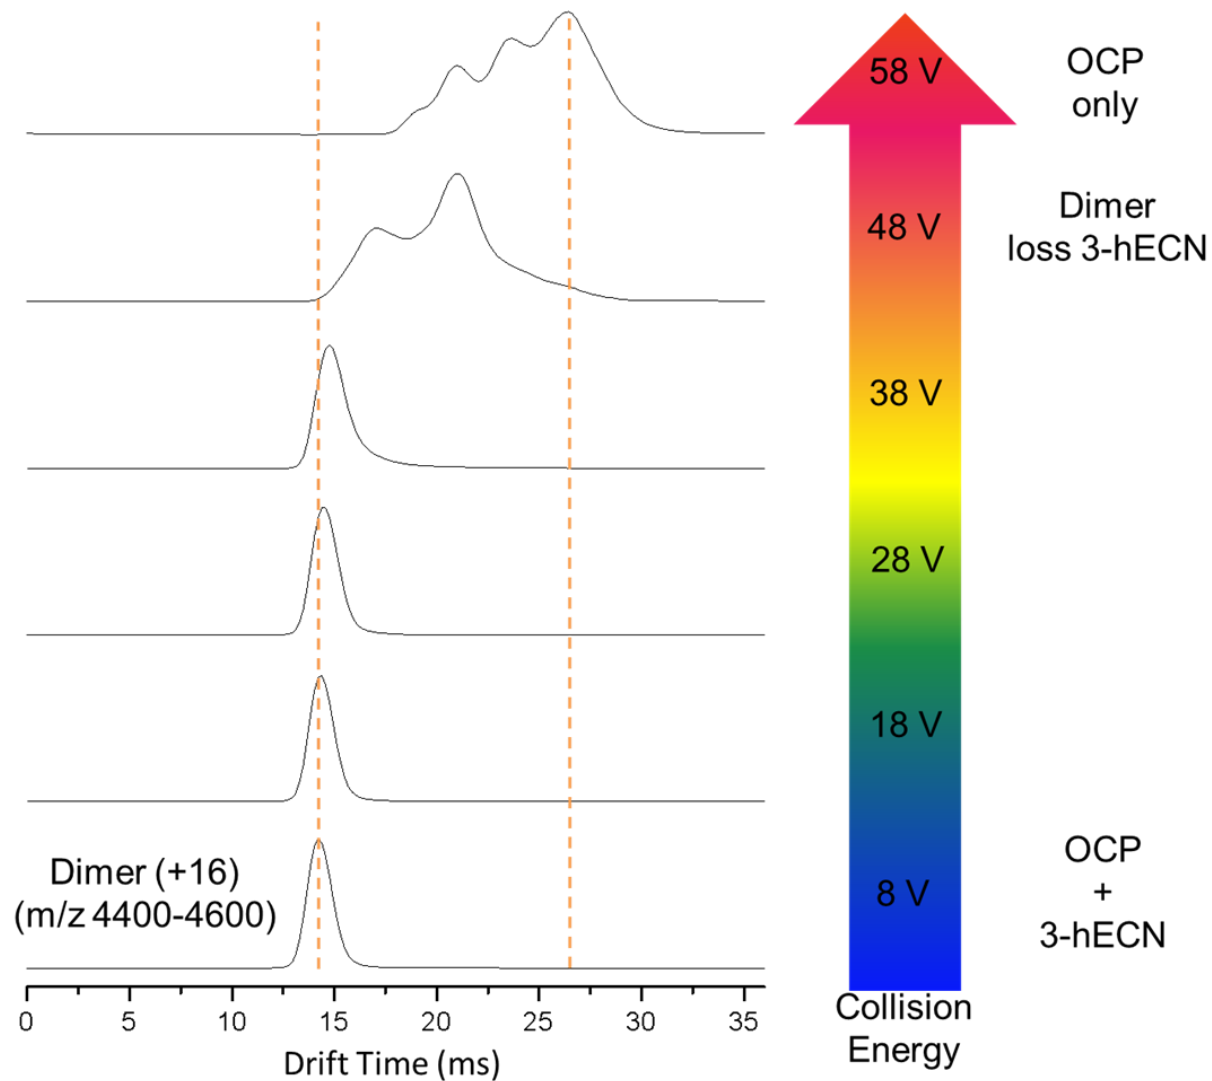 58 V
OCP
only
48 V
Dimer
loss 3-hECN
38 V
28 V
18 V
Dimer (+16)
(m/z 4400-4600)
8 V
OCP
+
3-hECN
0 5 10 15 20 25 30 35
Drift Time (ms)
Collision
Energy